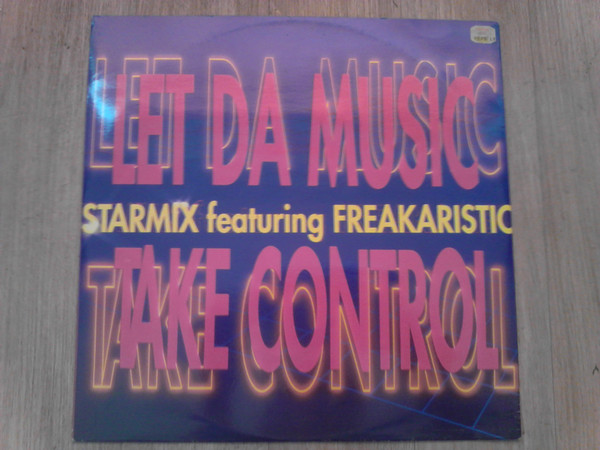 LET DA MUSIC
STARMIX featuring FREAKARISTIC
TAKE CONTROL